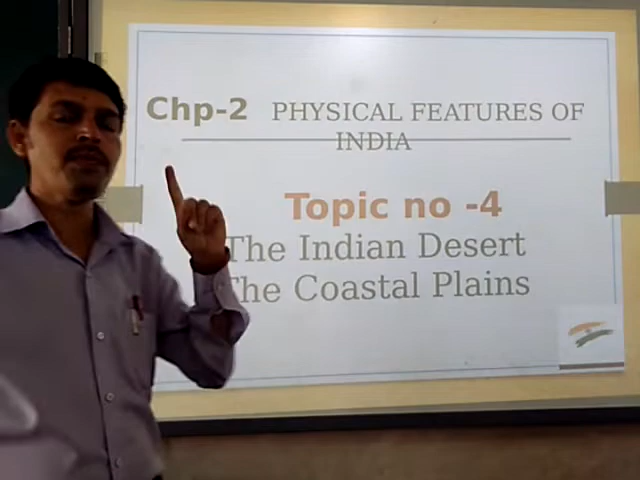 Chp-2 PHYSICAL FEATURES OF
INDIA
Topic no -4
The Indian Desert
The Coastal Plains